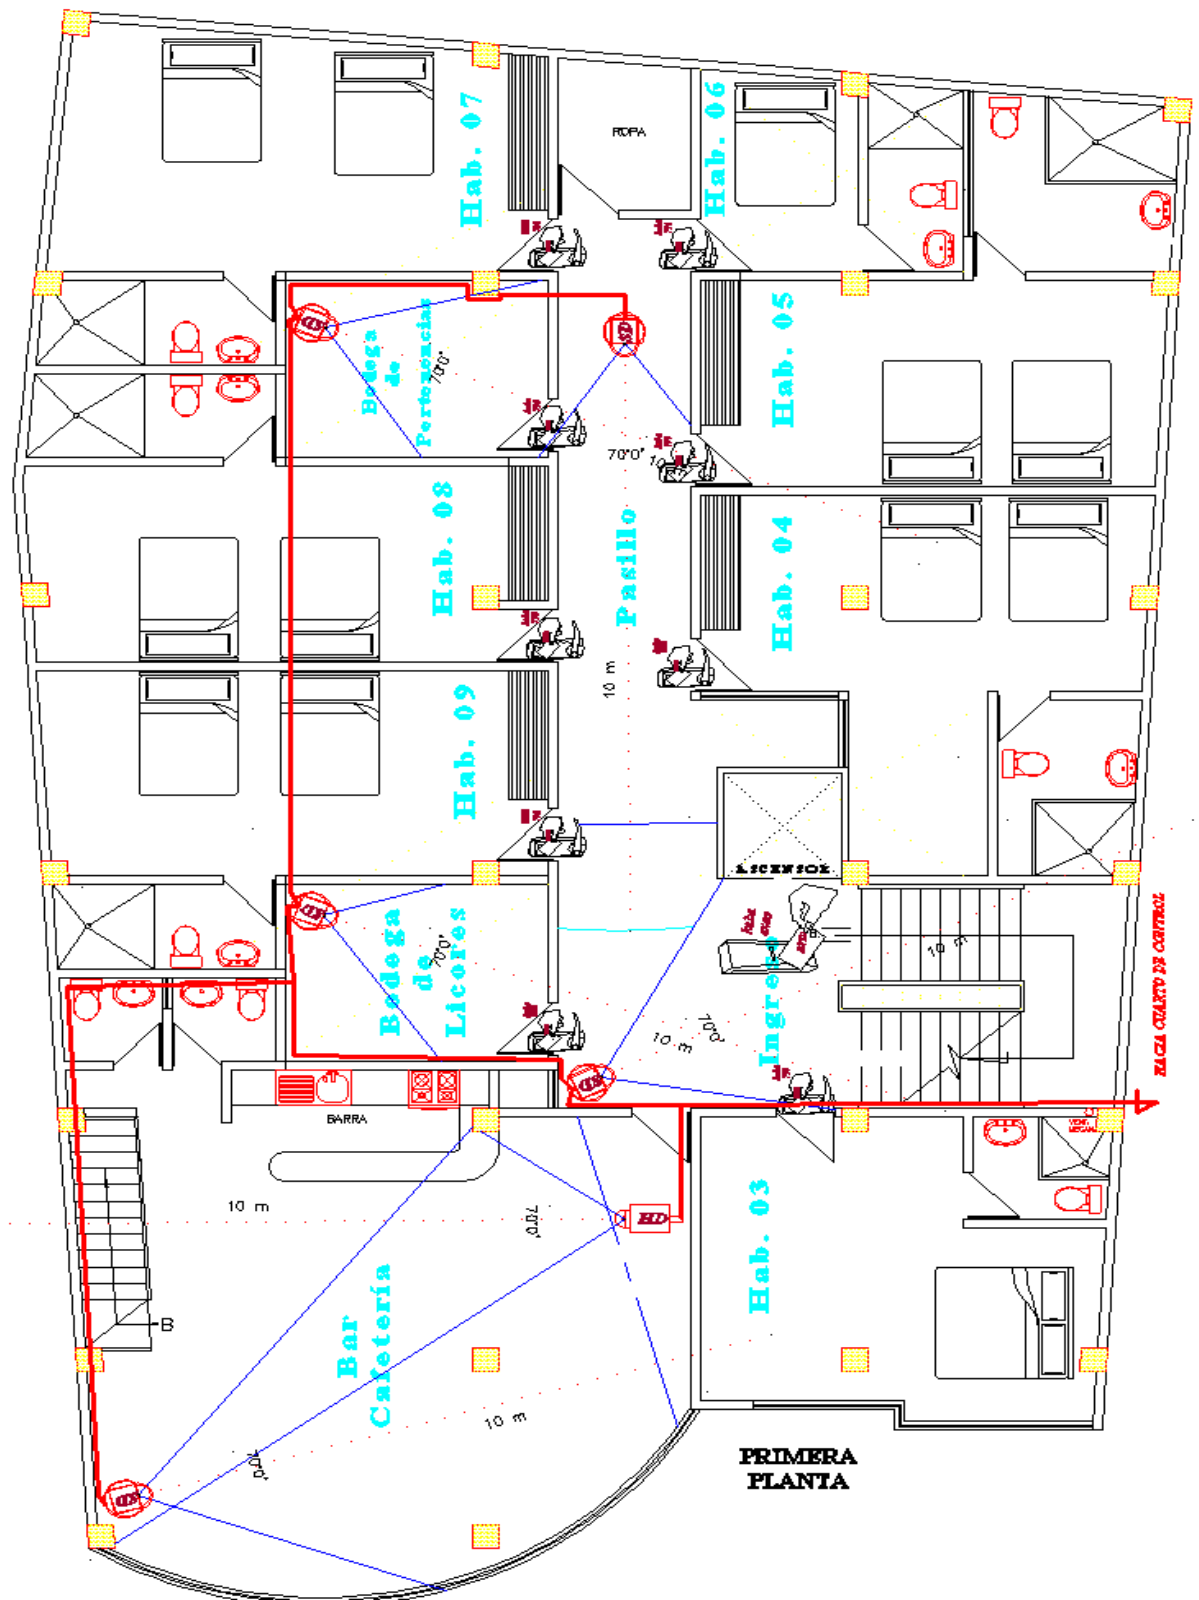 Hab. 07
ROPA
Hab. 06
Bodega
de
Pertenencias
70°0'
Hab. 05
70°0'
10
Hab. 08
Pasillo
Hab. 04
10 m
Hab. 09
ASCENSOR
Bodega
de
Licores
70°0'
Ingreso
10 m
70°0'
10 m
HACIA CUARTO DE CONTROL
BARRA
10 m
70°0'
HD
Hab. 03
B
Bar
Cafetería
10 m
70°0'
PRIMERA
PLANTA